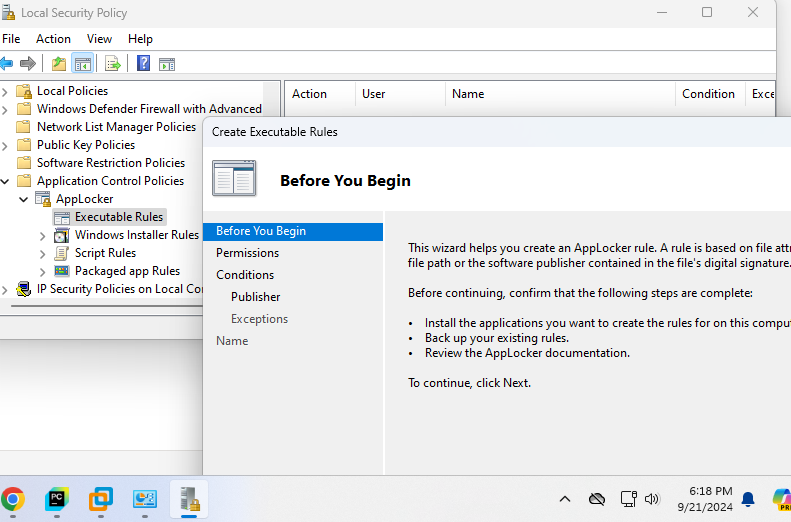 Local Security Policy
File Action View Help
Local Policies
Windows Defender Firewall with Advanced
Network List Manager Policies
Public Key Policies
Software Restriction Policies
Application Control Policies
AppLocker
Executable Rules
Windows Installer Rules
Script Rules
Packaged app Rules
IP Security Policies on Local Co
Action User Name Condition Exce
Create Executable Rules
Before You Begin
Before You Begin
Permissions
Conditions
Publisher
Exceptions
Name
This wizard helps you create an AppLocker rule. A rule is based on file att
file path or the software publisher contained in the file's digital signature.
Before continuing, confirm that the following steps are complete:
• Install the applications you want to create the rules for on this compu
• Back up your existing rules.
• Review the AppLocker documentation.
To continue, click Next.
PC
6:18 PM
9/21/2024
PRE